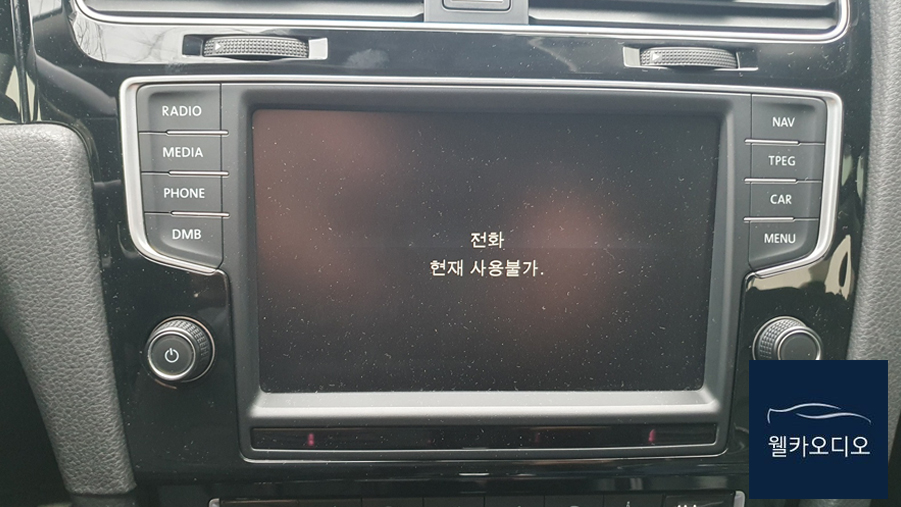 RADIO
MEDIA
PHONE
DMB
전화
현재 사용불가.
NAV
TPEG
CAR
MENU
웰카오디오